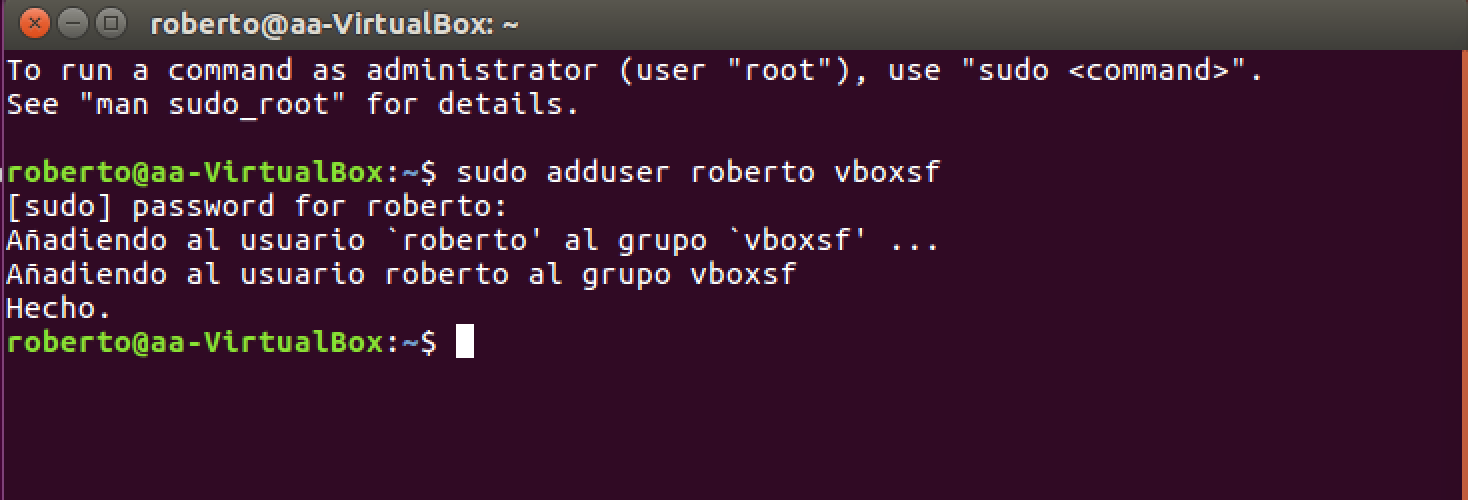 roberto@aa-VirtualBox: ~
To run a command as administrator (user "root"), use "sudo <command>".
See "man sudo_root" for details.
roberto@aa-VirtualBox:~$ sudo adduser roberto vboxsf
[sudo] password for roberto:
Añadiendo al usuario `roberto' al grupo `vboxsf' ...
Añadiendo al usuario roberto al grupo vboxsf
Hecho.
roberto@aa-VirtualBox:~$